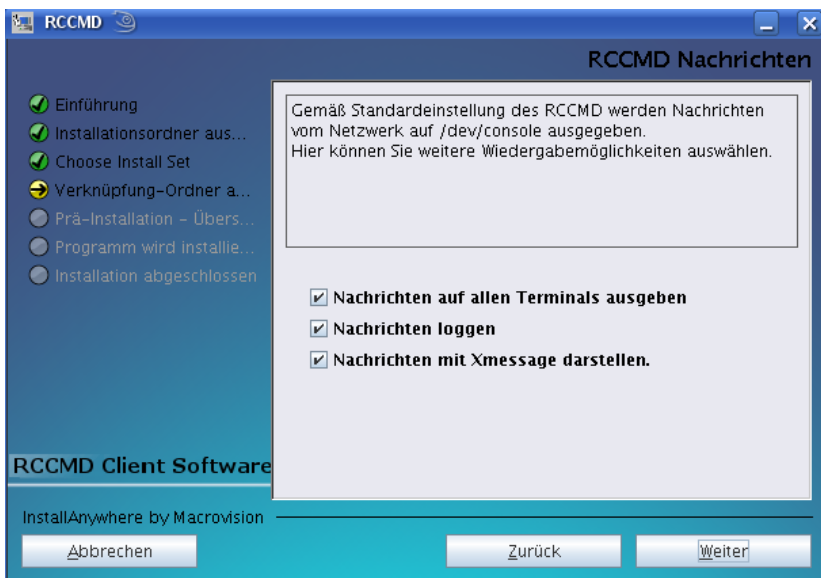 RCCMD
RCCMD Nachrichten
Einführung
Installationsordner aus...
Choose Install Set
Verknüpfung-Ordner a...
Prä-Installation - Übers...
Programm wird installie...
Installation abgeschlossen
Gemäß Standardeinstellung des RCCMD werden Nachrichten
vom Netzwerk auf /dev/console ausgegeben.
Hier können Sie weitere Wiedergabemöglichkeiten auswählen.
Nachrichten auf allen Terminals ausgeben
Nachrichten loggen
Nachrichten mit Xmessage darstellen.
RCCMD Client Software
InstallAnywhere by Macrovision
Abbrechen
Zurück
Weiter